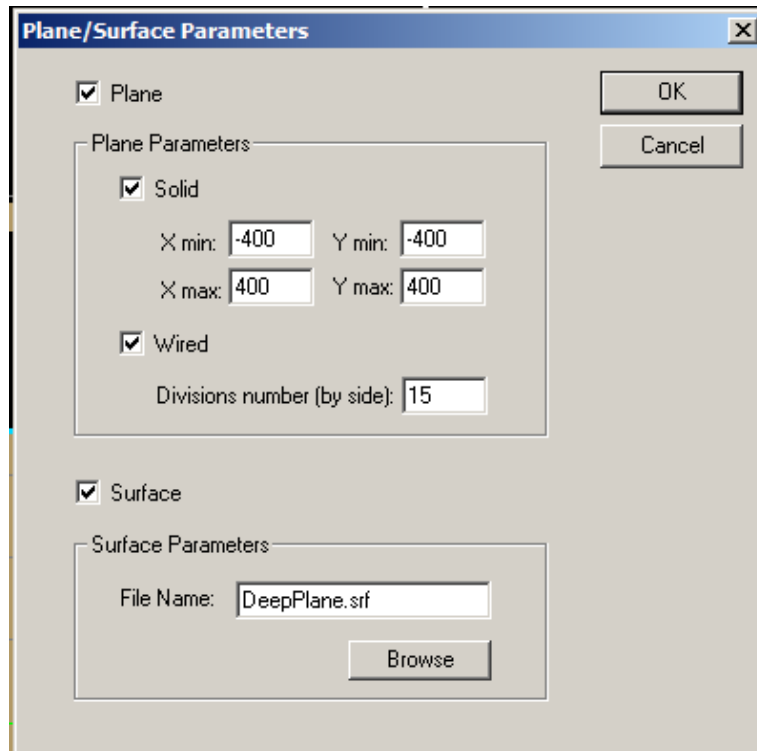 Plane/Surface Parameters
Plane
OK
Cancel
Plane Parameters
Solid
X min: -400 Y min: -400
X max: 400 Y max: 400
Wired
Divisions number (by side): 15
Surface
Surface Parameters
File Name: DeepPlane.srf
Browse